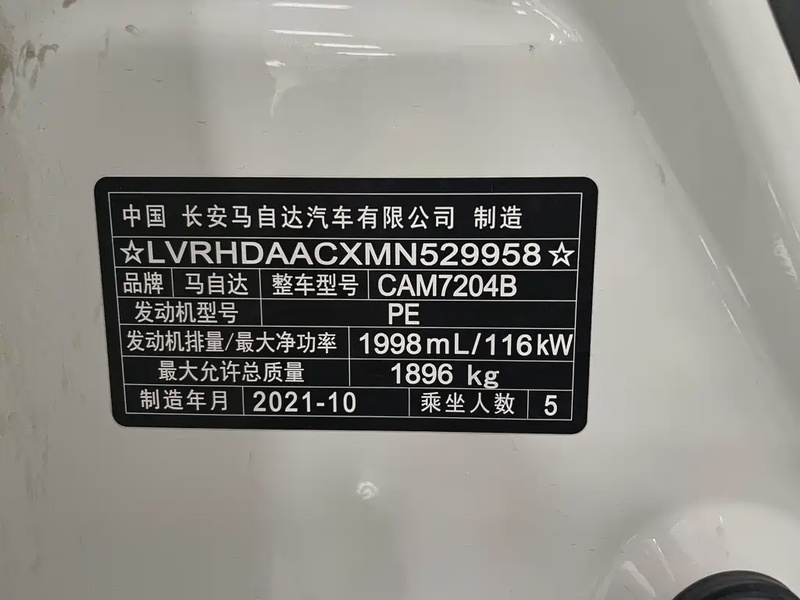 中国 长安马自达汽车有限公司 制造
☆LVRHDAACXMN529958☆
品牌 马自达 整车型号 CAM7204B
发动机型号 PE
发动机排量/最大净功率 1998mL/116kW
最大允许总质量 1896 kg
制造年月 2021-10 乘坐人数 5